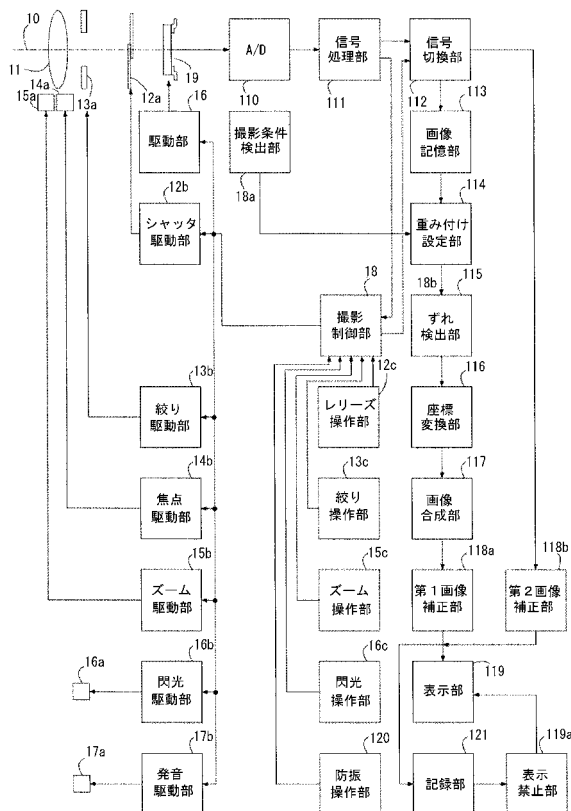 10
11
14a
15a
13a
12a
19
16
駆動部
A/D
110
信号
処理部
111
信号
切換部
112
113
画像
記憶部
撮影条件
検出部
18a
12b
シャッタ
駆動部
114
重み付け
設定部
18b
115
ずれ
検出部
18
撮影
制御部
12c
レリーズ
操作部
116
座標
変換部
13b
絞り
駆動部
13c
絞り
操作部
117
画像
合成部
14b
焦点
駆動部
118a
第1画像
補正部
118b
第2画像
補正部
15b
ズーム
駆動部
15c
ズーム
操作部
16a
16b
閃光
駆動部
16c
閃光
操作部
119
表示部
17a
17b
発音
駆動部
120
防振
操作部
121
記録部
119a
表示
禁止部